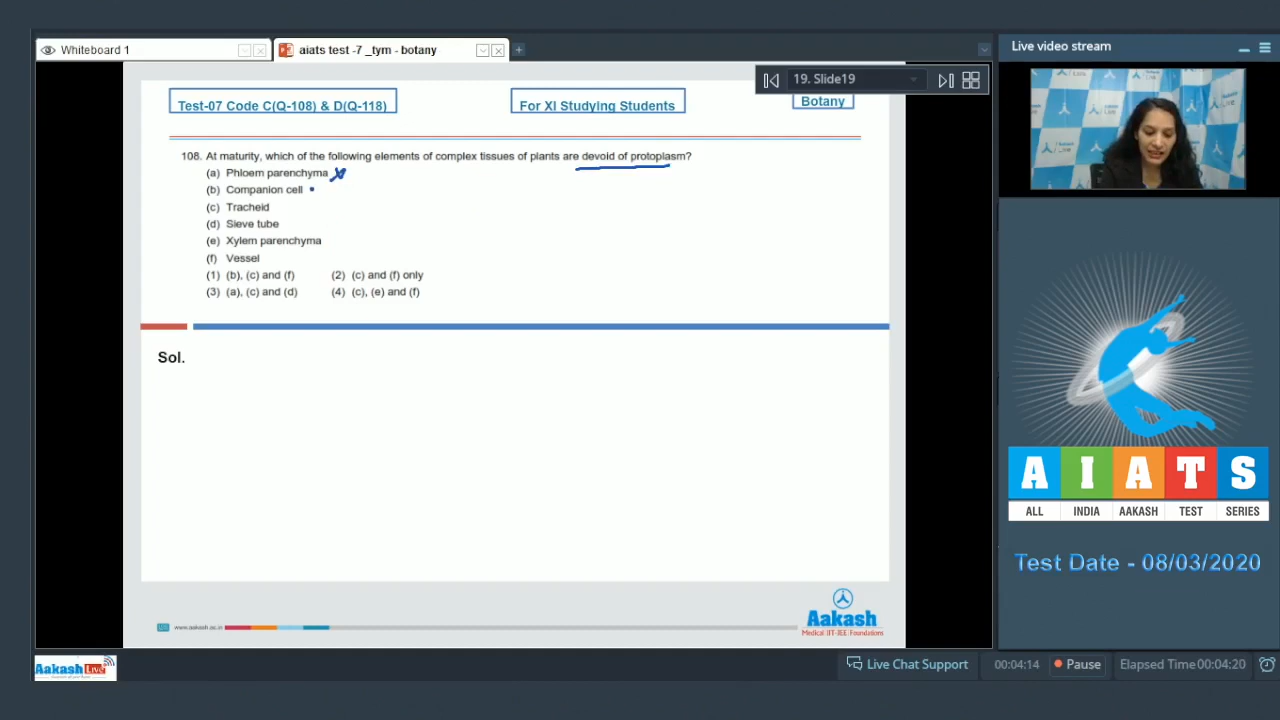 Whiteboard 1
aiats test -7 _tym - botany
Live video stream
19. Slide19
Test-07 Code C(Q-108) & D(Q-118)
For XI Studying Students
Botany
108. At maturity, which of the following elements of complex tissues of plants are devoid of protoplasm?
(a) Phloem parenchyma
(b) Companion cell
(c) Tracheid
(d) Sieve tube
(e) Xylem parenchyma
(f) Vessel
(1) (b), (c) and (f) (2) (c) and (f) only
(3) (a), (c) and (d) (4) (c), (e) and (f)
Sol.
A I A T S
ALL INDIA AAKASH TEST SERIES
Test Date - 08/03/2020
www.aakash.ac.in
Aakash
Medical|IIT-JEE|Foundations
Aakash Live
Live Chat Support 00:04:14 Pause Elapsed Time 00:04:20